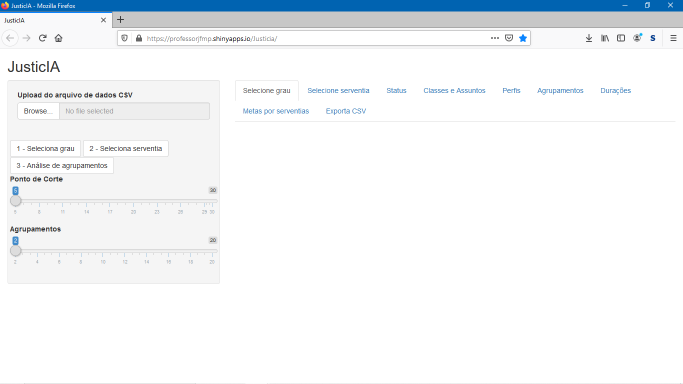 JusticIA - Mozilla Firefox
JusticIA
https://professorjfmp.shinyapps.io/Justicia/
JusticIA
Upload do arquivo de dados CSV
Browse... No file selected
1 - Seleciona grau 2 - Seleciona serventia
3 - Análise de agrupamentos
Ponto de Corte
5 30
5 8 11 14 17 20 23 26 29 30
Agrupamentos
2 20
2 4 6 8 10 12 14 16 18 20
Selecione grau Selecione serventia Status Classes e Assuntos Perfis Agrupamentos Durações
Metas por serventias Exporta CSV